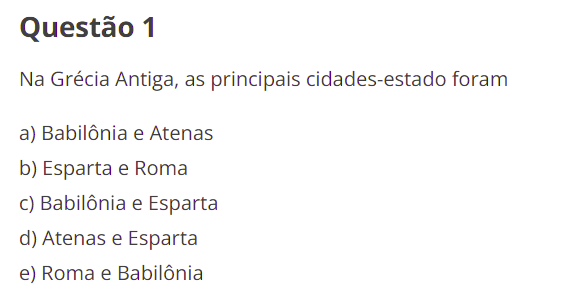 Questão 1
Na Grécia Antiga, as principais cidades-estado foram
a) Babilônia e Atenas
b) Esparta e Roma
c) Babilônia e Esparta
d) Atenas e Esparta
e) Roma e Babilônia